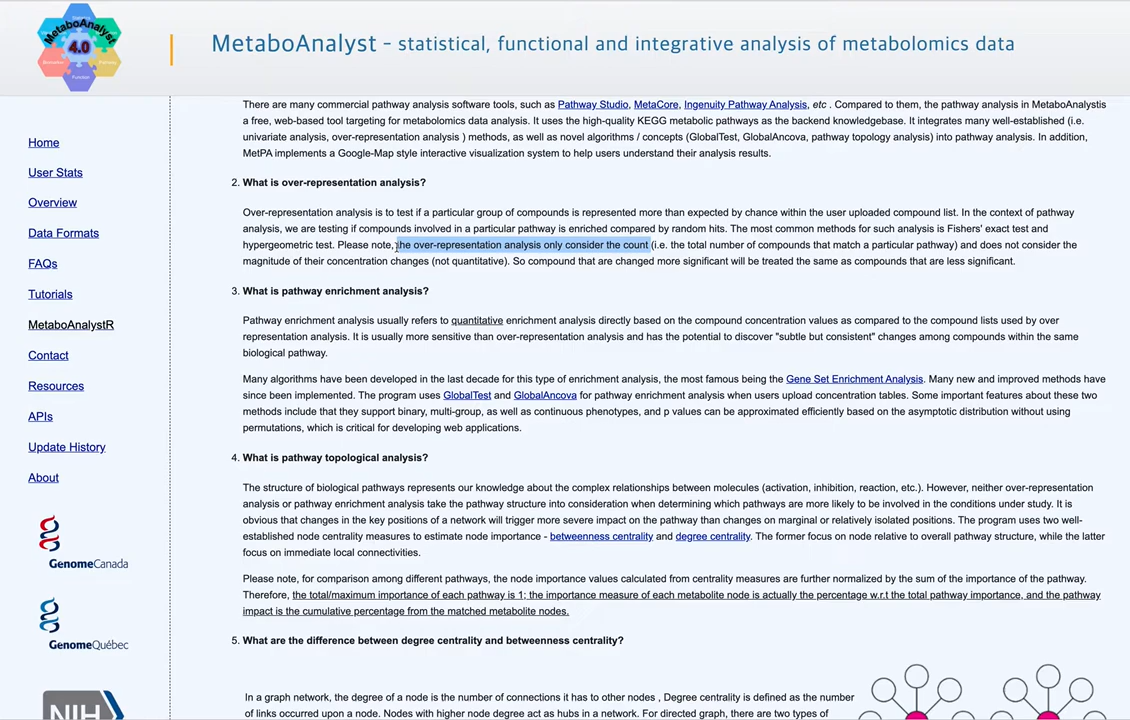 MetaboAnalyst
4.0
MetaboAnalyst - statistical, functional and integrative analysis of metabolomics data
Home
User Stats
Overview
Data Formats
FAQs
Tutorials
MetaboAnalystR
Contact
Resources
APIs
Update History
About
GenomeCanada
GenomeQuébec
NIH
There are many commercial pathway analysis software tools, such as Pathway Studio, MetaCore, Ingenuity Pathway Analysis, etc . Compared to them, the pathway analysis in MetaboAnalystis
a free, web-based tool targeting for metabolomics data analysis. It uses the high-quality KEGG metabolic pathways as the backend knowledgebase. It integrates many well-established (i.e.
univariate analysis, over-representation analysis ) methods, as well as novel algorithms / concepts (GlobalTest, GlobalAncova, pathway topology analysis) into pathway analysis. In addition,
MetPA implements a Google-Map style interactive visualization system to help users understand their analysis results.
2. What is over-representation analysis?
Over-representation analysis is to test if a particular group of compounds is represented more than expected by chance within the user uploaded compound list. In the context of pathway
analysis, we are testing if compounds involved in a particular pathway is enriched compared by random hits. The most common methods for such analysis is Fishers' exact test and
hypergeometric test. Please note, the over-representation analysis only consider the count (i.e. the total number of compounds that match a particular pathway) and does not consider the
magnitude of their concentration changes (not quantitative). So compound that are changed more significant will be treated the same as compounds that are less significant.
3. What is pathway enrichment analysis?
Pathway enrichment analysis usually refers to quantitative enrichment analysis directly based on the compound concentration values as compared to the compound lists used by over
representation analysis. It is usually more sensitive than over-representation analysis and has the potential to discover "subtle but consistent" changes among compounds within the same
biological pathway.
Many algorithms have been developed in the last decade for this type of enrichment analysis, the most famous being the Gene Set Enrichment Analysis. Many new and improved methods have
since been implemented. The program uses GlobalTest and GlobalAncova for pathway enrichment analysis when users upload concentration tables. Some important features about these two
methods include that they support binary, multi-group, as well as continuous phenotypes, and p values can be approximated efficiently based on the asymptotic distribution without using
permutations, which is critical for developing web applications.
4. What is pathway topological analysis?
The structure of biological pathways represents our knowledge about the complex relationships between molecules (activation, inhibition, reaction, etc.). However, neither over-representation
analysis or pathway enrichment analysis take the pathway structure into consideration when determining which pathways are more likely to be involved in the conditions under study. It is
obvious that changes in the key positions of a network will trigger more severe impact on the pathway than changes on marginal or relatively isolated positions. The program uses two well-
established node centrality measures to estimate node importance - betweenness centrality and degree centrality. The former focus on node relative to overall pathway structure, while the latter
focus on immediate local connectivities.
Please note, for comparison among different pathways, the node importance values calculated from centrality measures are further normalized by the sum of the importance of the pathway.
Therefore, the total/maximum importance of each pathway is 1; the importance measure of each metabolite node is actually the percentage w.r.t the total pathway importance, and the pathway
impact is the cumulative percentage from the matched metabolite nodes.
5. What are the difference between degree centrality and betweenness centrality?
In a graph network, the degree of a node is the number of connections it has to other nodes , Degree centrality is defined as the number
of links occurred upon a node. Nodes with higher node degree act as hubs in a network. For directed graph, there are two types of